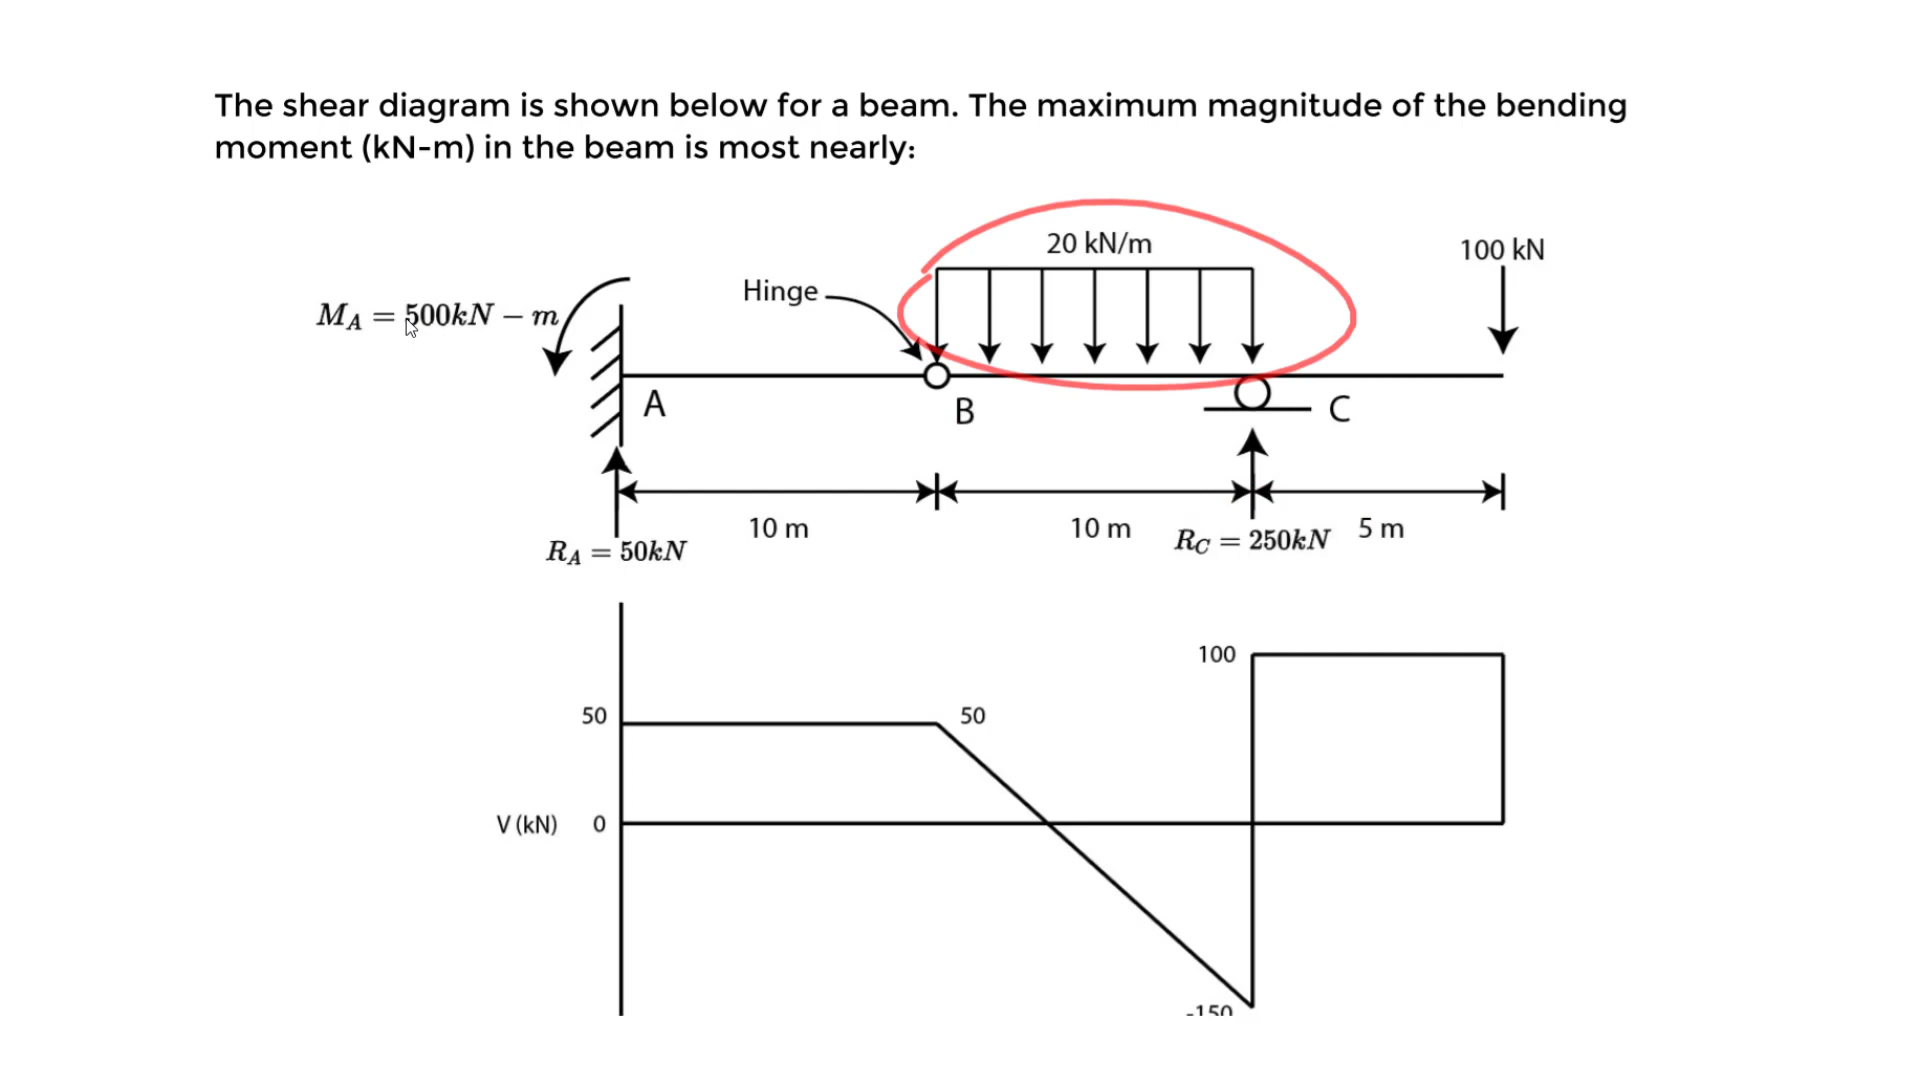 The shear diagram is shown below for a beam. The maximum magnitude of the bending
moment (kN-m) in the beam is most nearly:
20 kN/m
100 kN
Hinge
M_A = 500kN − m
A
B
C
10 m
10 m
5 m
R_A = 50kN
R_C = 250kN
100
50
50
V (kN)
0
-150